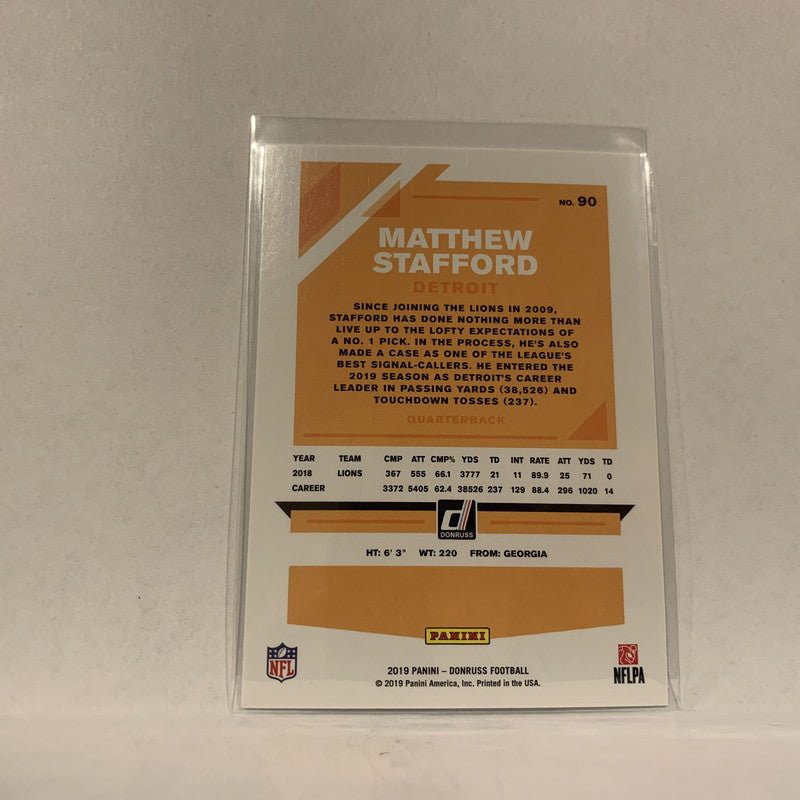 NO. 90
MATTHEW
STAFFORD
DETROIT
SINCE JOINING THE LIONS IN 2009,
STAFFORD HAS DONE NOTHING MORE THAN
LIVE UP TO THE LOFTY EXPECTATIONS OF
A NO. 1 PICK. IN THE PROCESS, HE'S ALSO
MADE A CASE AS ONE OF THE LEAGUE'S
BEST SIGNAL-CALLERS. HE ENTERED THE
2019 SEASON AS DETROIT'S CAREER
LEADER IN PASSING YARDS (38,526) AND
TOUCHDOWN TOSSES (237).
QUARTERBACK
YEAR TEAM CMP ATT CMP% YDS TD INT RATE ATT YDS TD
2018 LIONS 367 555 66.1 3777 21 11 89.9 25 71 0
CAREER 3372 5405 62.4 38526 237 129 88.4 296 1020 14
d
DONRUSS
HT: 6' 3" WT: 220 FROM: GEORGIA
PANINI
NFL
2019 PANINI – DONRUSS FOOTBALL
© 2019 Panini America, Inc. Printed in the USA.
NFLPA